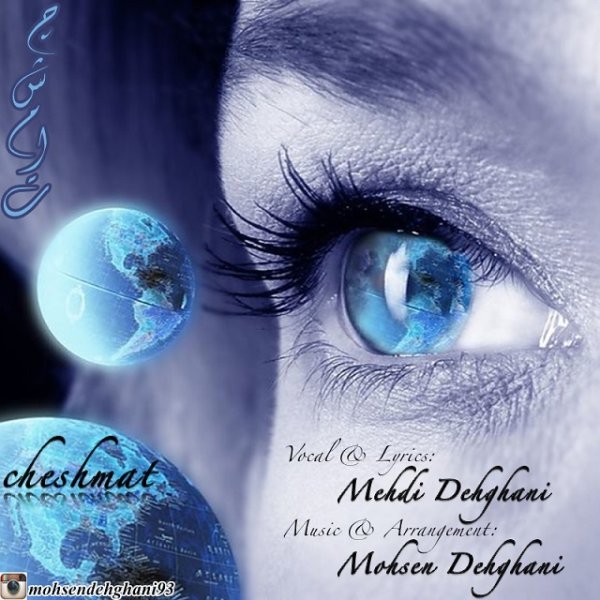 cheshmat
Vocal & Lyrics:
Mehdi Dehghani
Music & Arrangement:
Mohsen Dehghani
mohsendehghani93